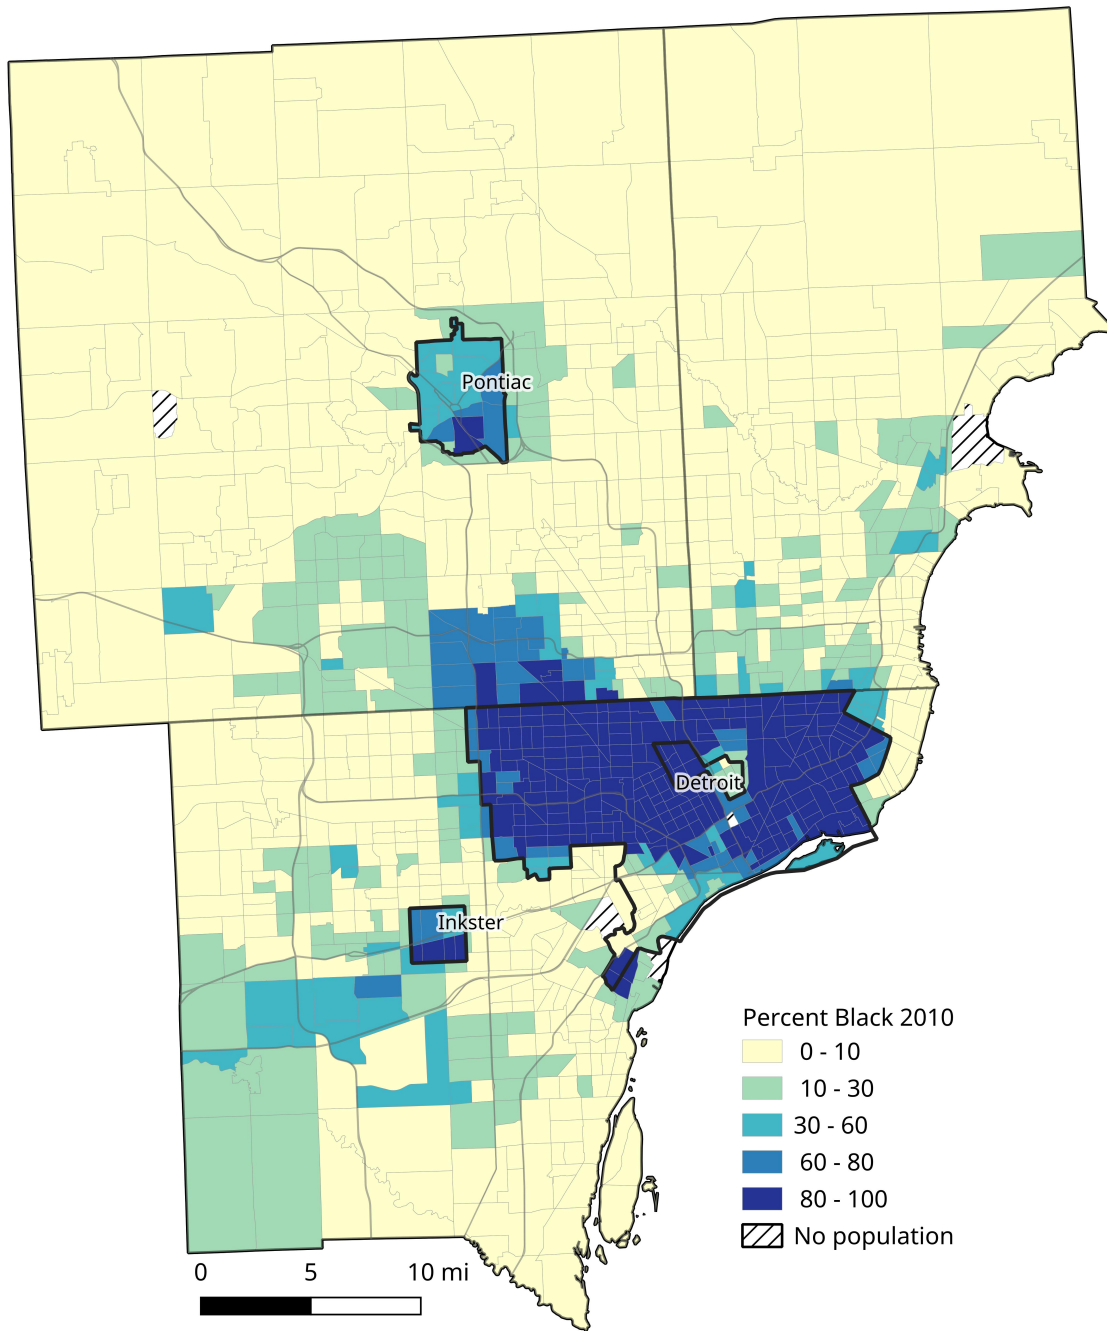 Pontiac
Detroit
Inkster
Percent Black 2010
0 - 10
10 - 30
30 - 60
60 - 80
80 - 100
No population
0 5 10 mi